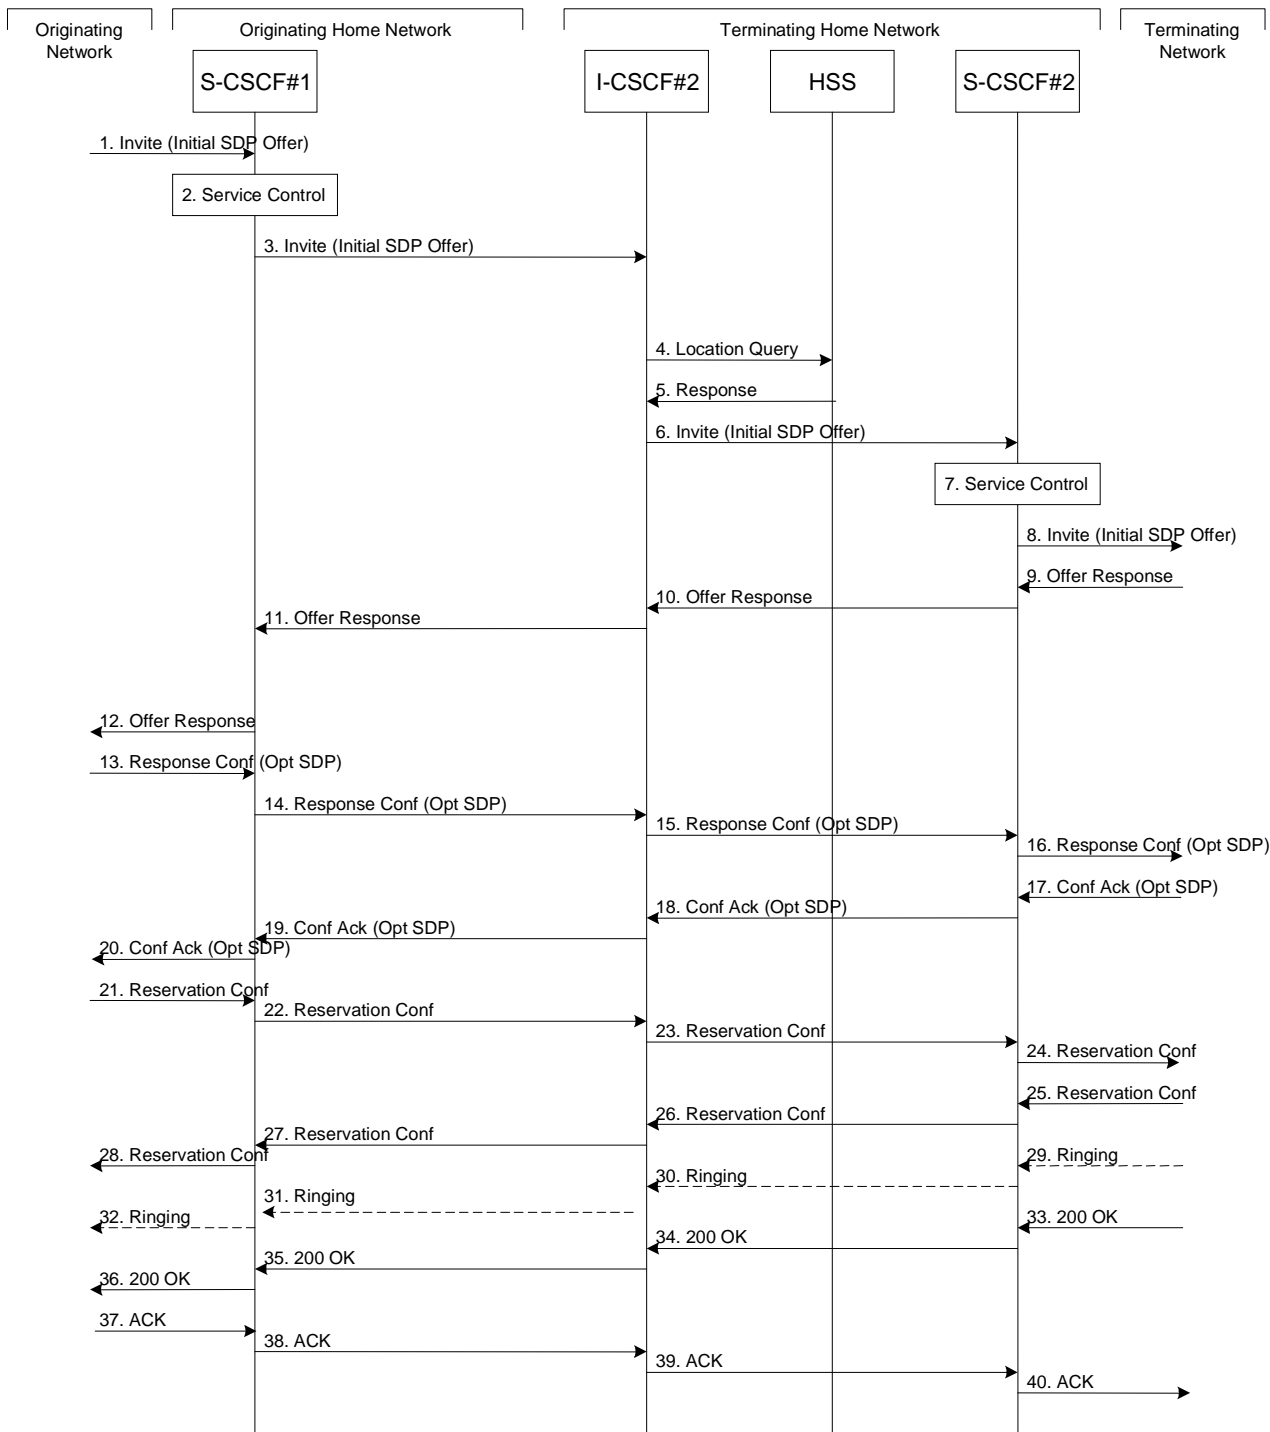 Originating
Network
Originating Home Network
Terminating Home Network
Terminating
Network
S-CSCF#1
I-CSCF#2
HSS
S-CSCF#2
1. Invite (Initial SDP Offer)
2. Service Control
3. Invite (Initial SDP Offer)
4. Location Query
5. Response
6. Invite (Initial SDP Offer)
7. Service Control
8. Invite (Initial SDP Offer)
9. Offer Response
10. Offer Response
11. Offer Response
12. Offer Response
13. Response Conf (Opt SDP)
14. Response Conf (Opt SDP)
15. Response Conf (Opt SDP)
16. Response Conf (Opt SDP)
17. Conf Ack (Opt SDP)
18. Conf Ack (Opt SDP)
19. Conf Ack (Opt SDP)
20. Conf Ack (Opt SDP)
21. Reservation Conf
22. Reservation Conf
23. Reservation Conf
24. Reservation Conf
25. Reservation Conf
26. Reservation Conf
27. Reservation Conf
28. Reservation Conf
29. Ringing
30. Ringing
31. Ringing
32. Ringing
33. 200 OK
34. 200 OK
35. 200 OK
36. 200 OK
37. ACK
38. ACK
39. ACK
40. ACK